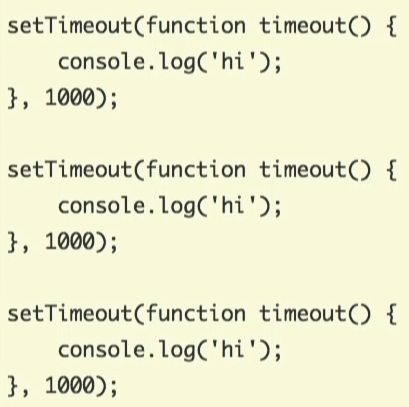 setTimeout(function timeout() {
    console.log('hi');
}, 1000);

setTimeout(function timeout() {
    console.log('hi');
}, 1000);

setTimeout(function timeout() {
    console.log('hi');
}, 1000);